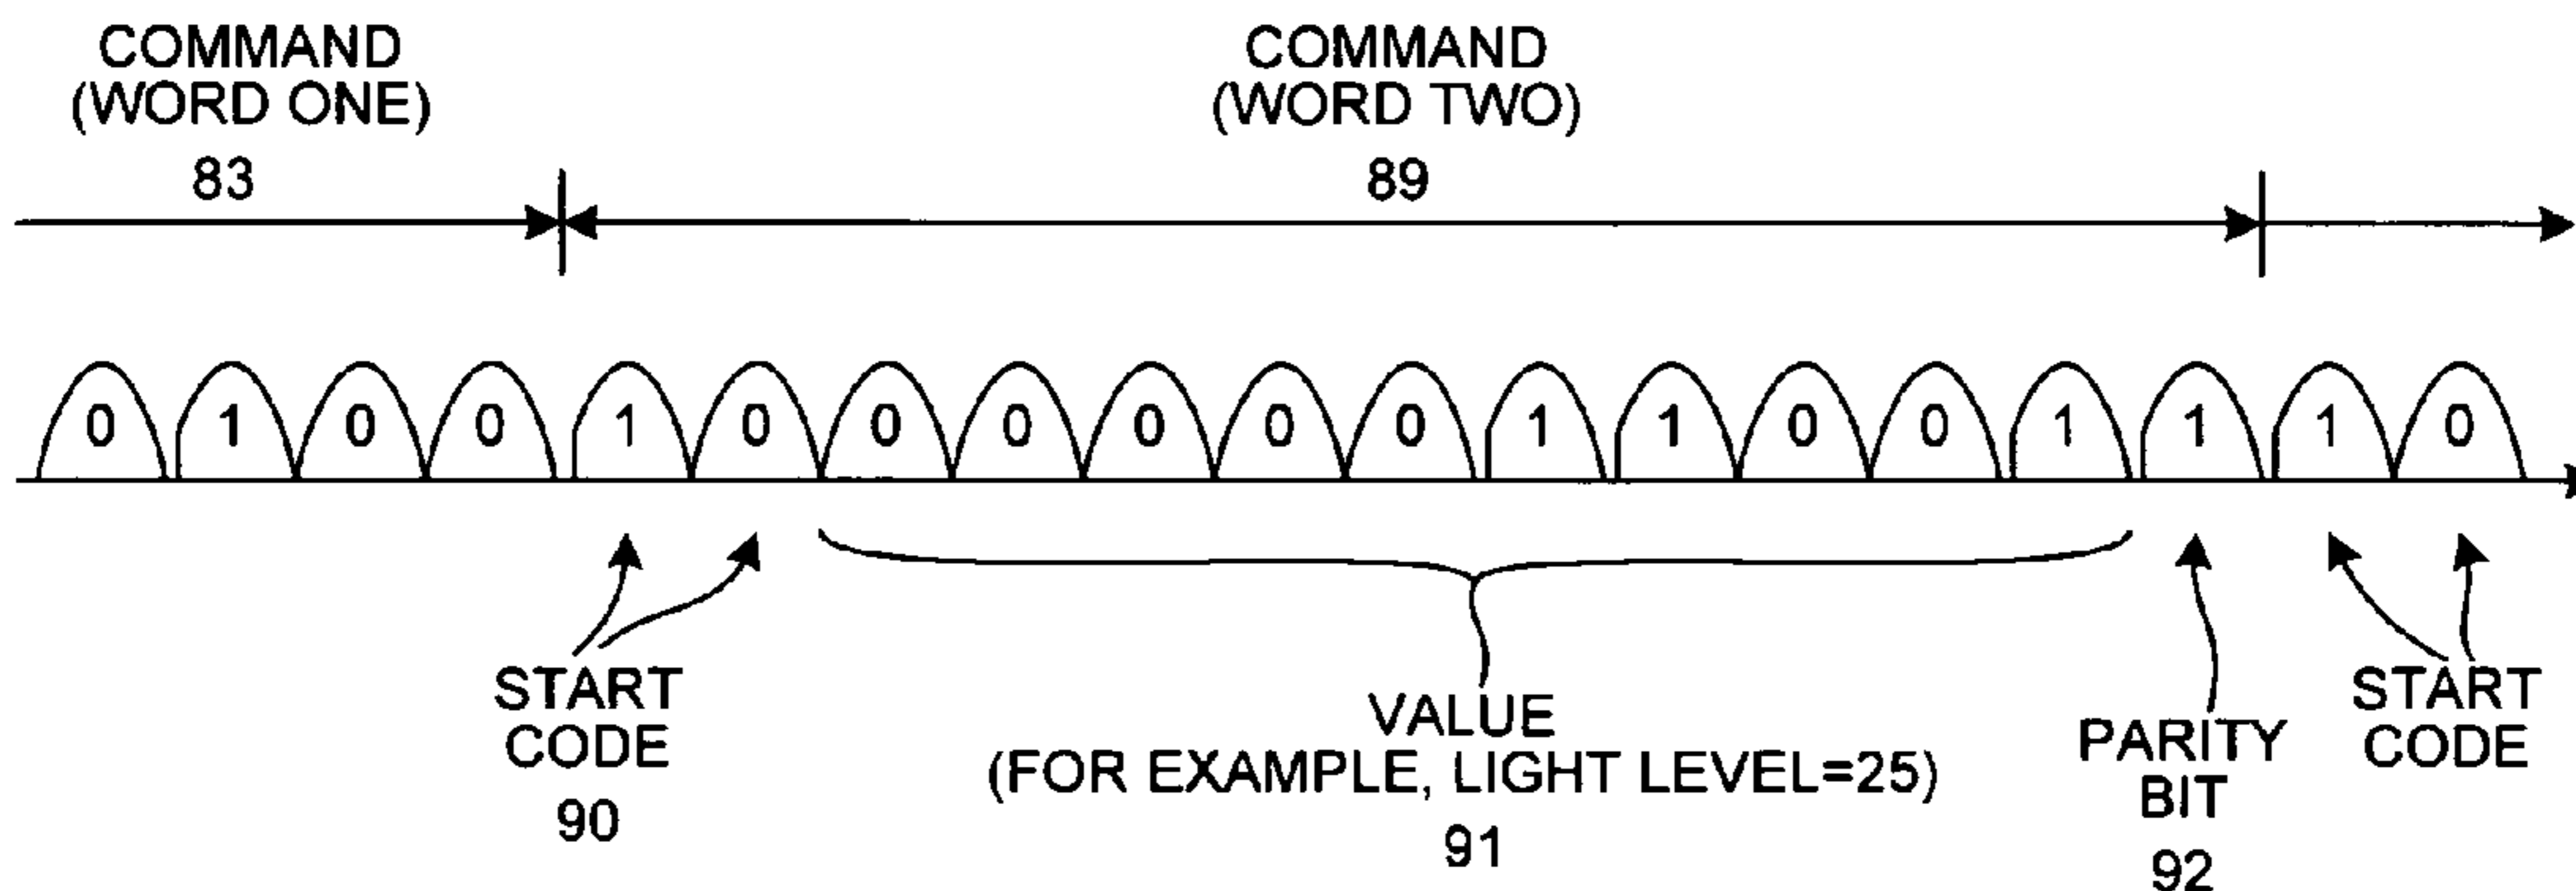 COMMAND
(WORD ONE)
83
COMMAND
(WORD TWO)
89
0 1 0 0 1 0 0 0 0 0 0 1 1 0 0 1 1 1 0
START
CODE
90
VALUE
(FOR EXAMPLE, LIGHT LEVEL=25)
91
PARITY
BIT
92
START
CODE